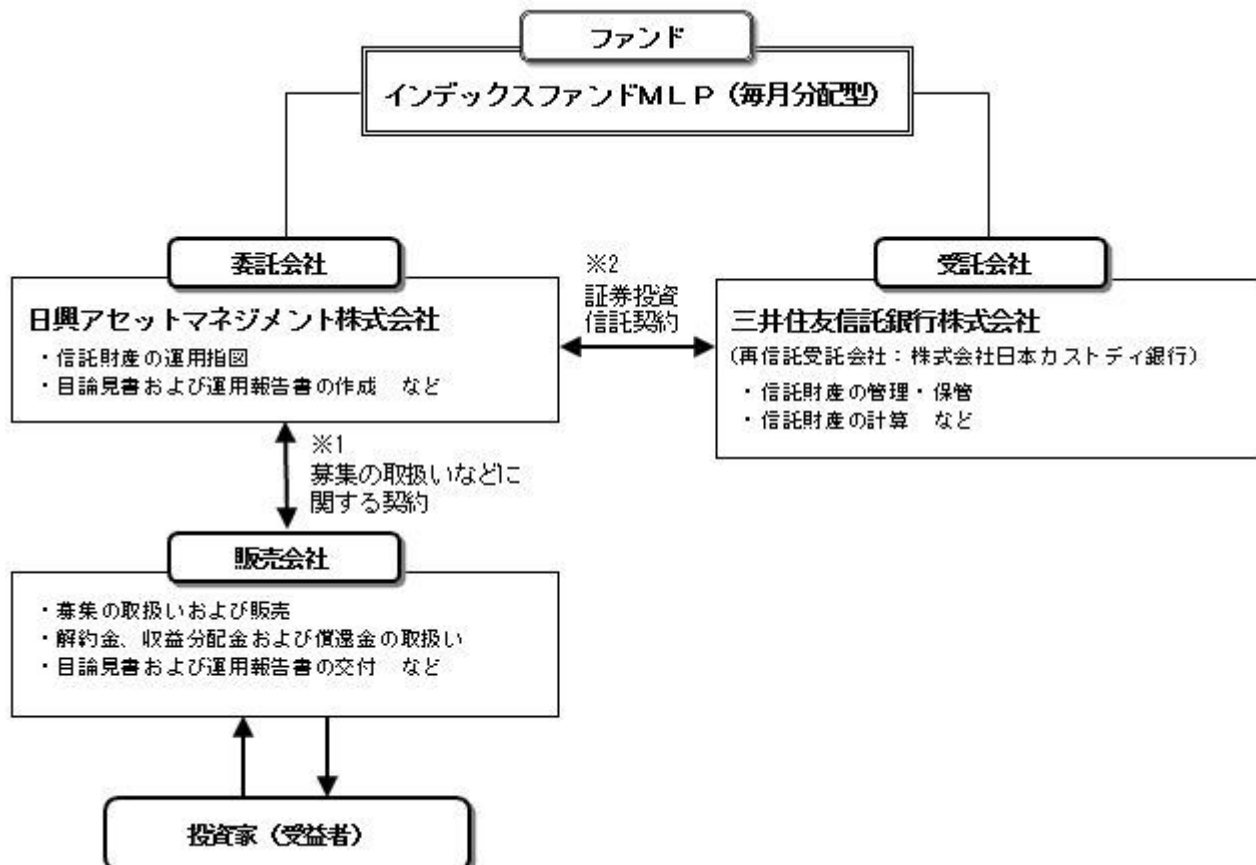 ファンド
インデックスファンドMLP（毎月分配型）
委託会社
日興アセットマネジメント株式会社
・信託財産の運用指図
・目論見書および運用報告書の作成　など
※2
証券投資
信託契約
受託会社
三井住友信託銀行株式会社
(再信託受託会社：株式会社日本カストディ銀行)
・信託財産の管理・保管
・信託財産の計算　など
※1
募集の取扱いなどに
関する契約
販売会社
・募集の取扱いおよび販売
・解約金、収益分配金および償還金の取扱い
・目論見書および運用報告書の交付　など
投資家（受益者）